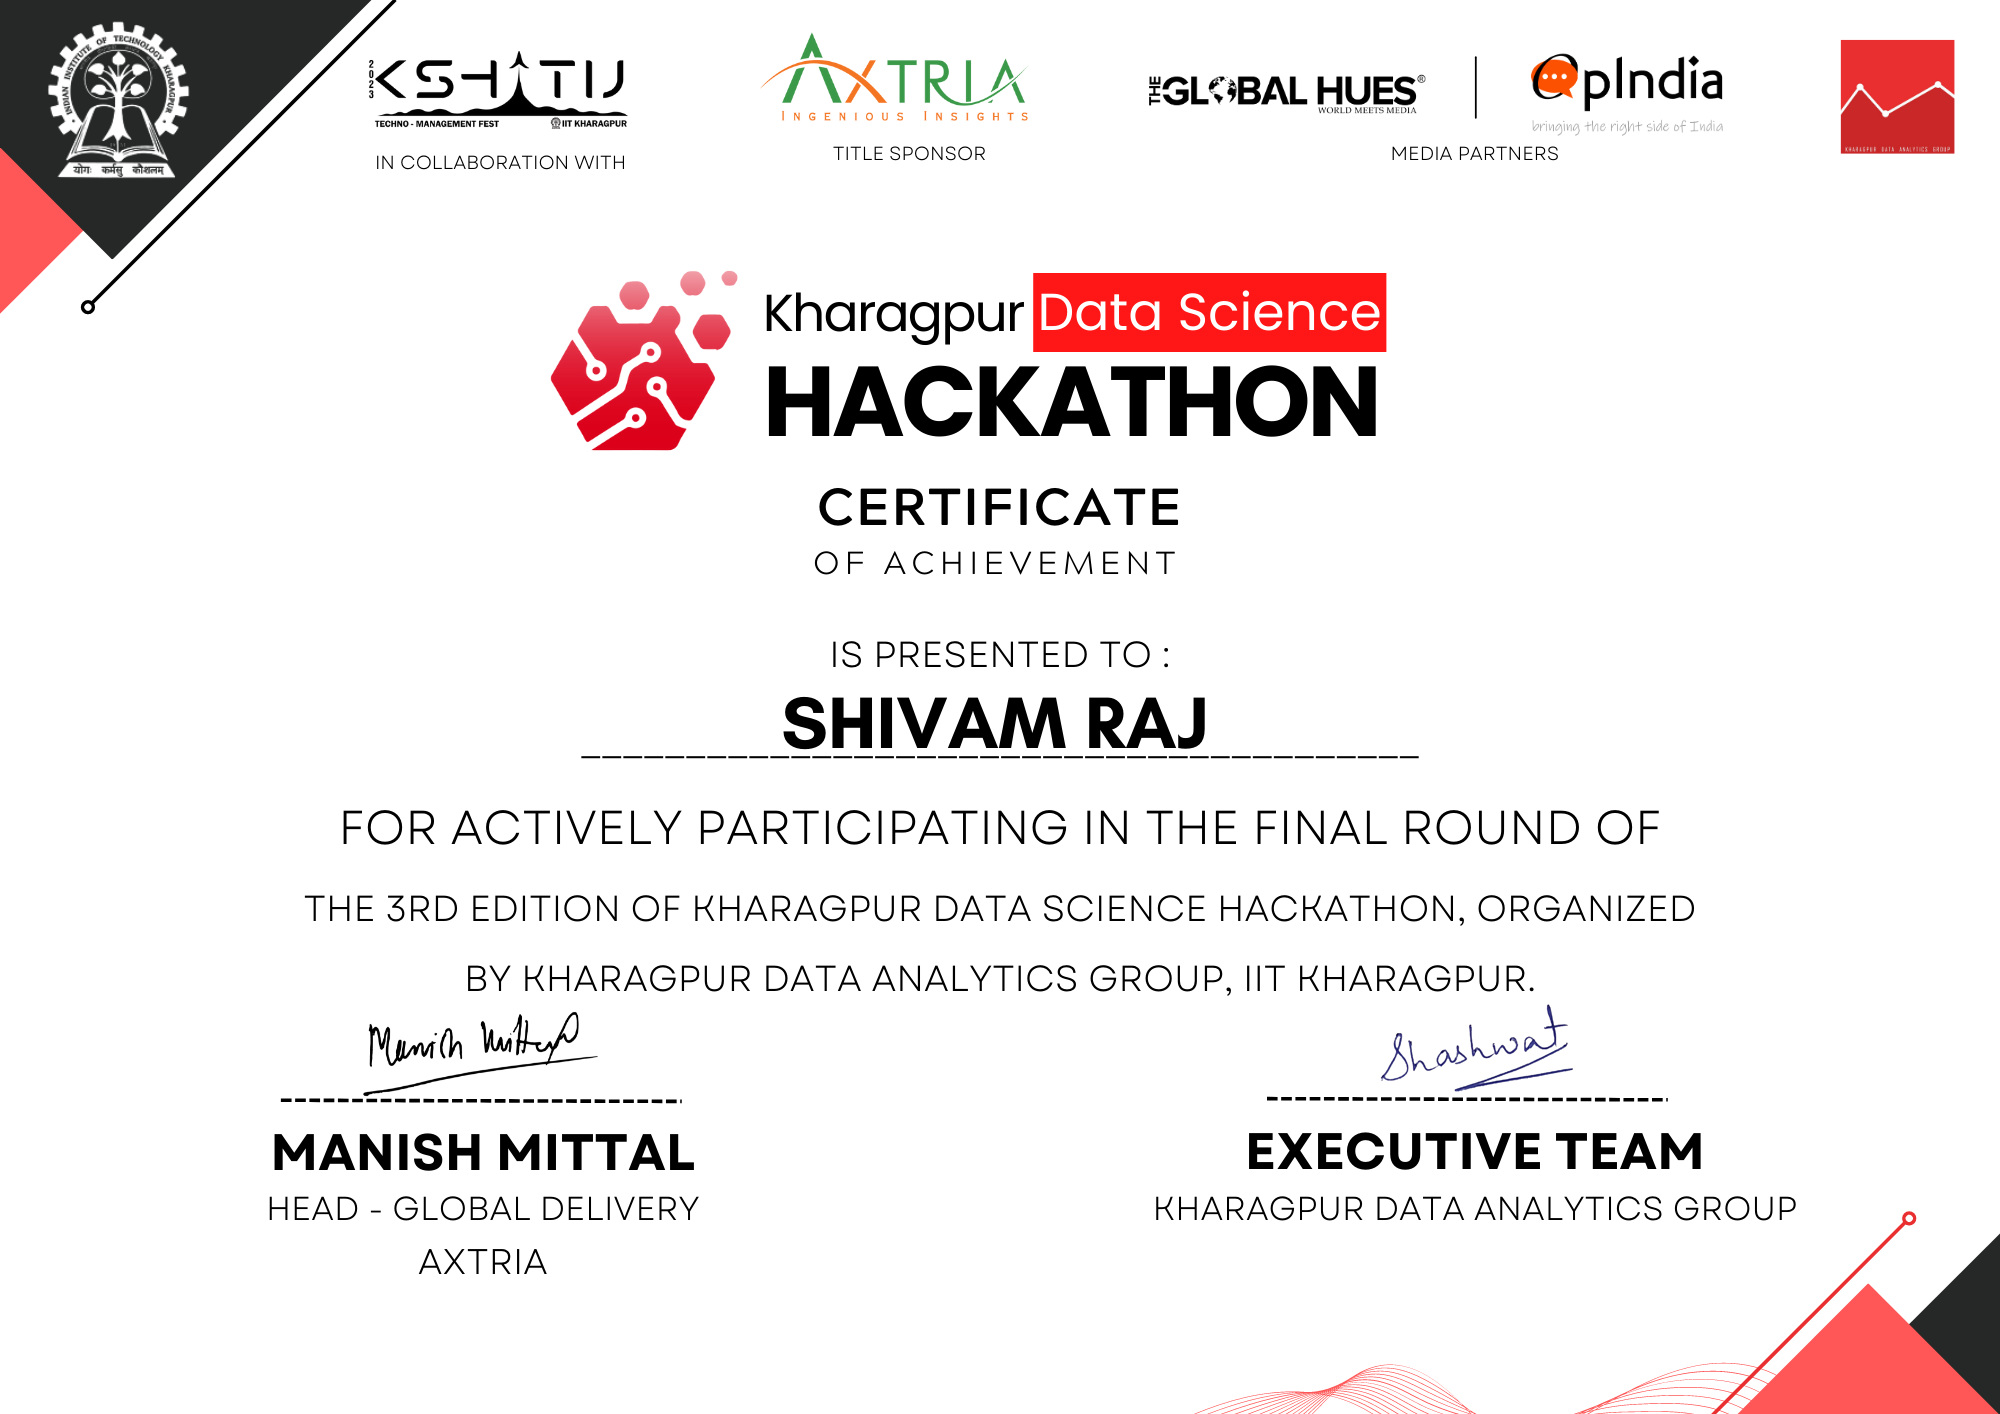 INDIAN INSTITUTE OF TECHNOLOGY KHARAGPUR
योगः कर्मसु कौशलम्
2023
KSHITIJ
TECHNO - MANAGEMENT FEST IIT KHARAGPUR
IN COLLABORATION WITH
AXTRIA
INGENIOUS INSIGHTS
TITLE SPONSOR
THE GLOBAL HUES®
WORLD MEETS MEDIA
OpIndia
bringing the right side of India
MEDIA PARTNERS
KHARAGPUR DATA ANALYTICS GROUP
Kharagpur Data Science
HACKATHON
CERTIFICATE
OF ACHIEVEMENT
IS PRESENTED TO :
SHIVAM RAJ
FOR ACTIVELY PARTICIPATING IN THE FINAL ROUND OF
THE 3RD EDITION OF KHARAGPUR DATA SCIENCE HACKATHON, ORGANIZED
BY KHARAGPUR DATA ANALYTICS GROUP, IIT KHARAGPUR.
Manish Mittal
MANISH MITTAL
HEAD - GLOBAL DELIVERY
AXTRIA
Shashwat
EXECUTIVE TEAM
KHARAGPUR DATA ANALYTICS GROUP